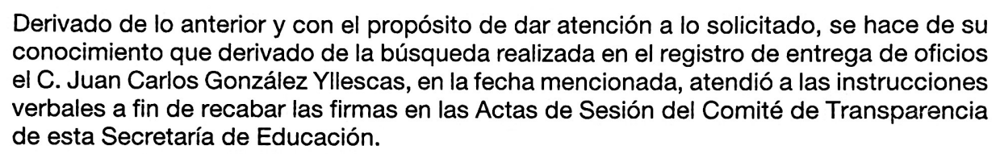 Derivado de lo anterior y con el propósito de dar atención a lo solicitado, se hace de su
conocimiento que derivado de la búsqueda realizada en el registro de entrega de oficios
el C. Juan Carlos González Yllescas, en la fecha mencionada, atendió a las instrucciones
verbales a fin de recabar las firmas en las Actas de Sesión del Comité de Transparencia
de esta Secretaría de Educación.